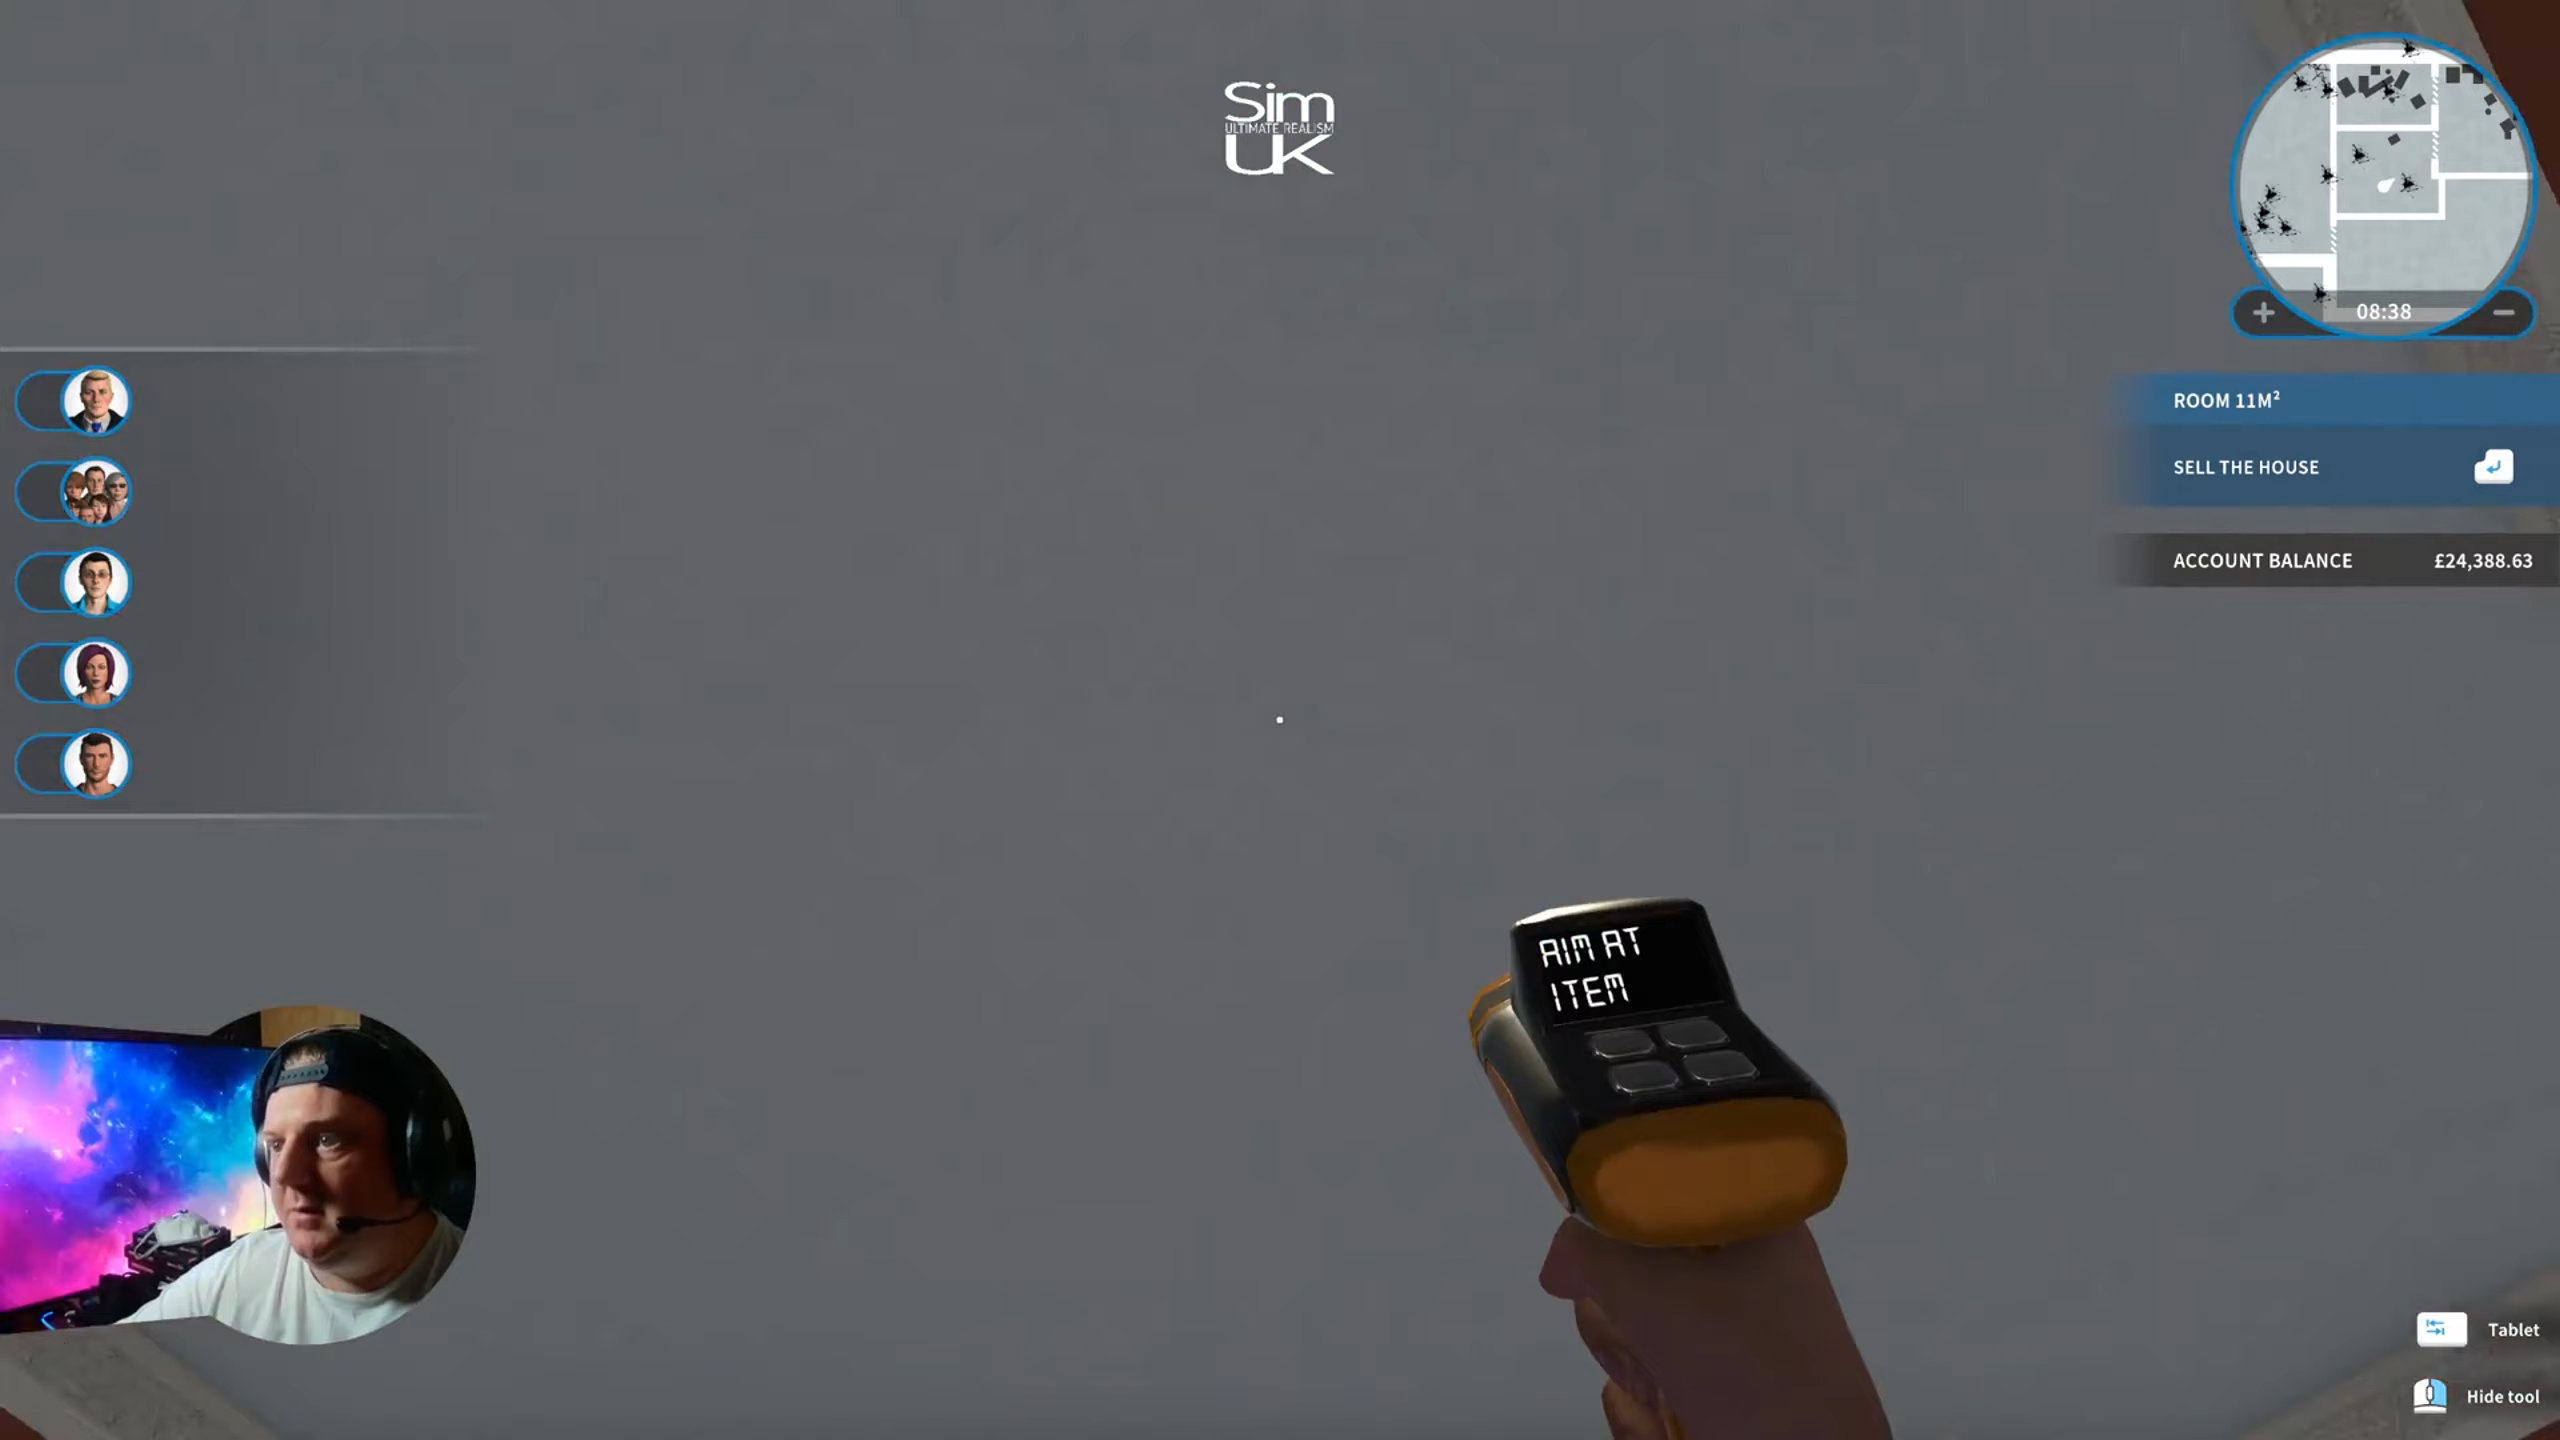 Sim
ULTIMATE REALISM
UK
08:38
ROOM 11M²
SELL THE HOUSE
ACCOUNT BALANCE £24,388.63
AIM AT
ITEM
Tablet
Hide tool